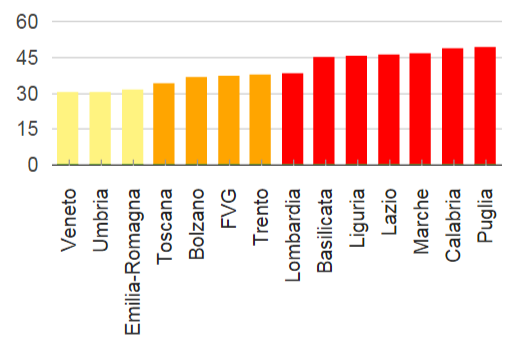 60
45
30
15
0
Veneto
Umbria
Emilia-Romagna
Toscana
Bolzano
FVG
Trento
Lombardia
Basilicata
Liguria
Lazio
Marche
Calabria
Puglia